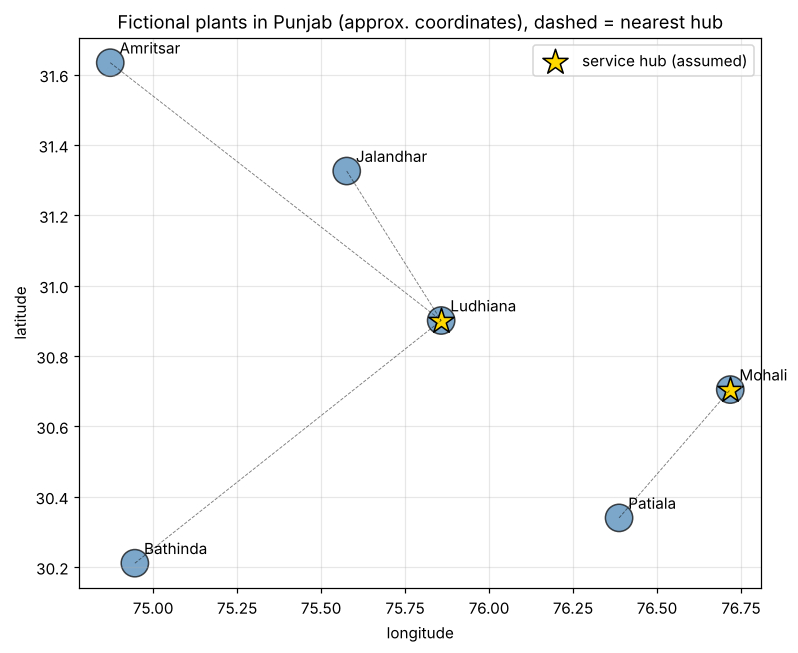 Fictional plants in Punjab (approx. coordinates), dashed = nearest hub
service hub (assumed)
Amritsar
Jalandhar
Ludhiana
Mohali
Patiala
Bathinda
latitude
31.6
31.4
31.2
31.0
30.8
30.6
30.4
30.2
75.00 75.25 75.50 75.75 76.00 76.25 76.50 76.75
longitude